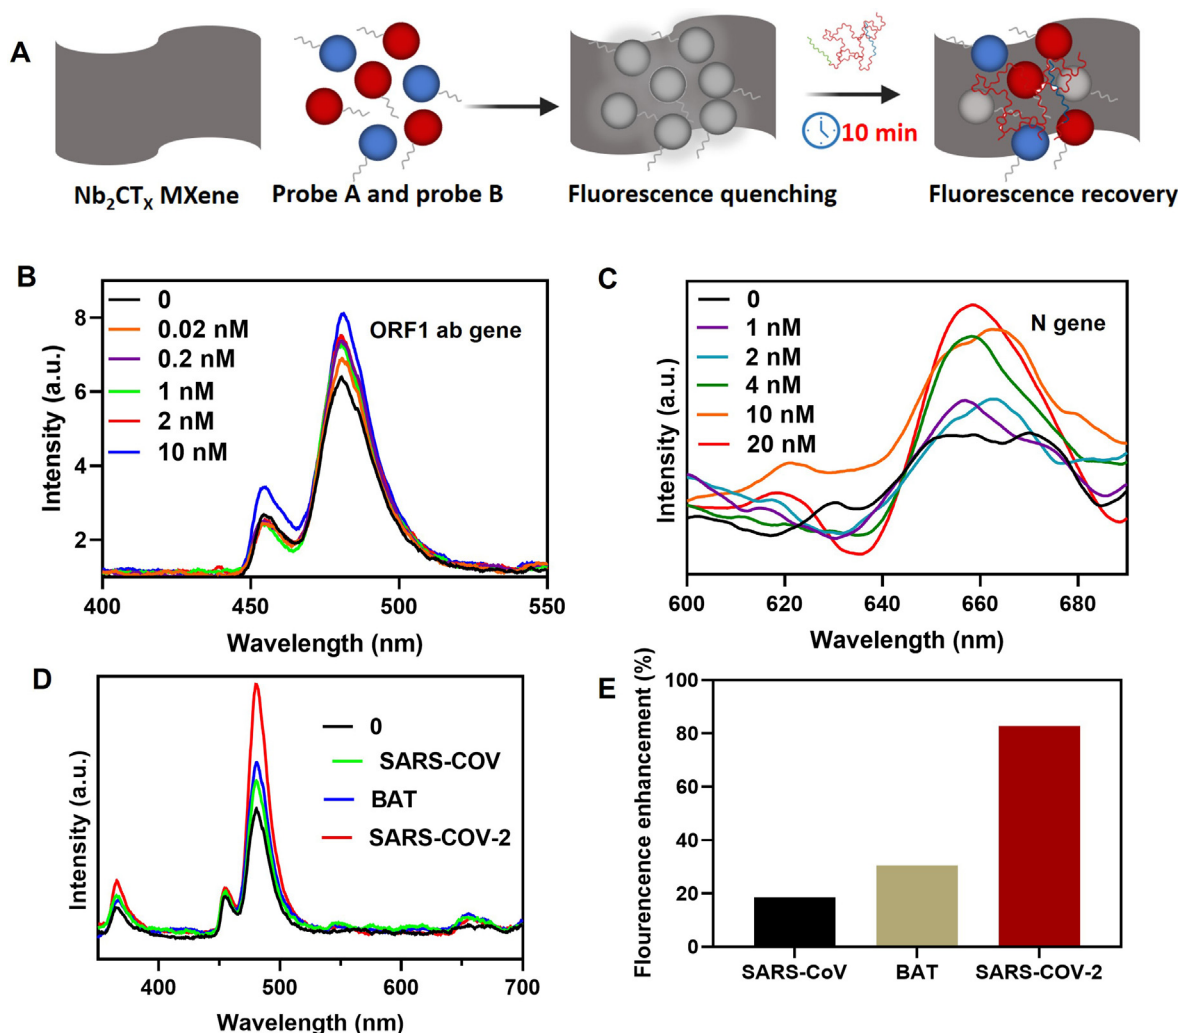 A
10 min
Nb₂CTₓ MXene
Probe A and probe B
Fluorescence quenching
Fluorescence recovery
B
0
0.02 nM
0.2 nM
1 nM
2 nM
10 nM
ORF1 ab gene
8
6
4
2
Intensity (a.u.)
400
450
500
550
Wavelength (nm)
C
0
1 nM
2 nM
4 nM
10 nM
20 nM
N gene
Intensity (a.u.)
600
620
640
660
680
Wavelength (nm)
D
0
SARS-COV
BAT
SARS-COV-2
Intensity (a.u.)
400
500
600
700
Wavelength (nm)
E
Flourencence enhancement (%)
100
80
60
40
20
0
SARS-CoV
BAT
SARS-COV-2